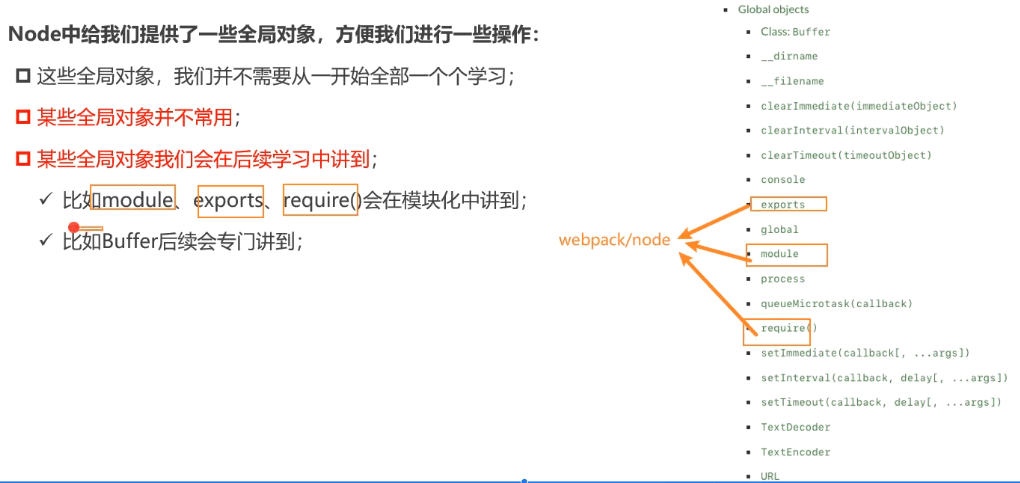 Node中给我们提供了一些全局对象，方便我们进行一些操作：
这些全局对象，我们并不需要从一开始全部一个个学习；
某些全局对象并不常用；
某些全局对象我们会在后续学习中讲到；
比如module、exports、require()会在模块化中讲到；
比如Buffer后续会专门讲到；
webpack/node
Global objects
Class: Buffer
__dirname
__filename
clearImmediate(immediateObject)
clearInterval(intervalObject)
clearTimeout(timeoutObject)
console
exports
global
module
process
queueMicrotask(callback)
require()
setImmediate(callback[, ...args])
setInterval(callback, delay[, ...args])
setTimeout(callback, delay[, ...args])
TextDecoder
TextEncoder
URL